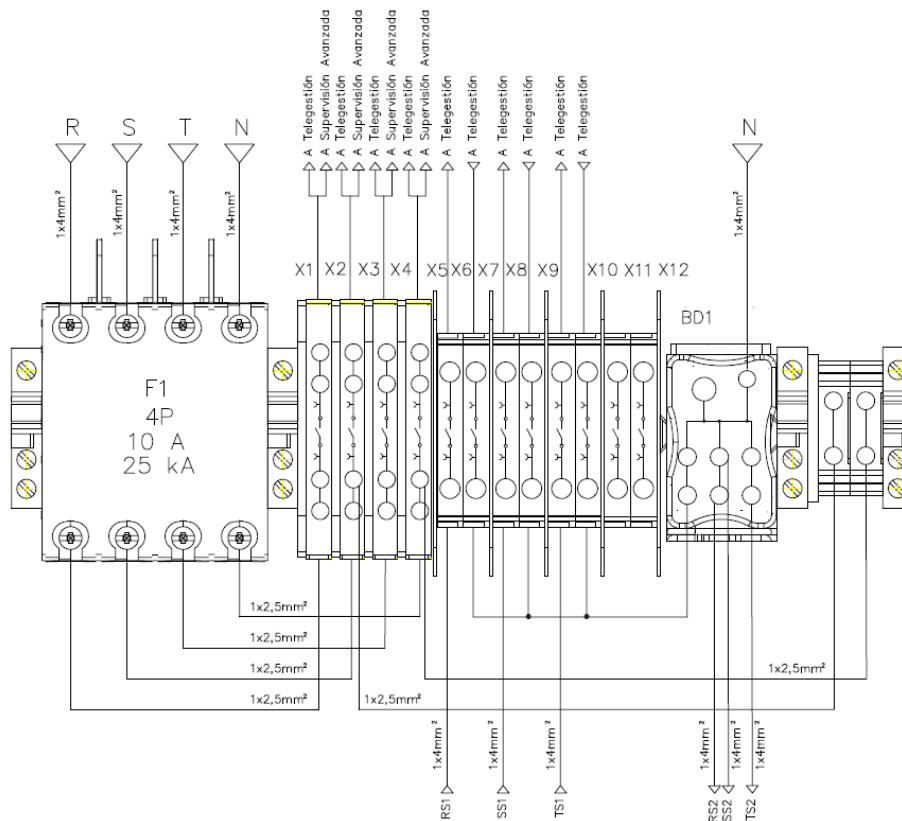 A Telegestión
A Supervisión Avanzada
A Telegestión
A Supervisión Avanzada
A Telegestión
A Supervisión Avanzada
A Telegestión
A Supervisión Avanzada
A Telegestión
A Telegestión
A Telegestión
A Telegestión
A Telegestión
A Telegestión
R S T N
N
1x4mm²
1x4mm²
1x4mm²
1x4mm²
1x4mm²
X1 X2 X3 X4 X5 X6 X7 X8 X9 X10 X11 X12
BD1
F1
4P
10 A
25 kA
1x2,5mm²
1x2,5mm²
1x2,5mm²
1x2,5mm²
1x2,5mm²
1x2,5mm²
1x4mm²
1x4mm²
1x4mm²
1x4mm²
1x4mm²
1x4mm²
RS1
SS1
TS1
RS2
SS2
TS2